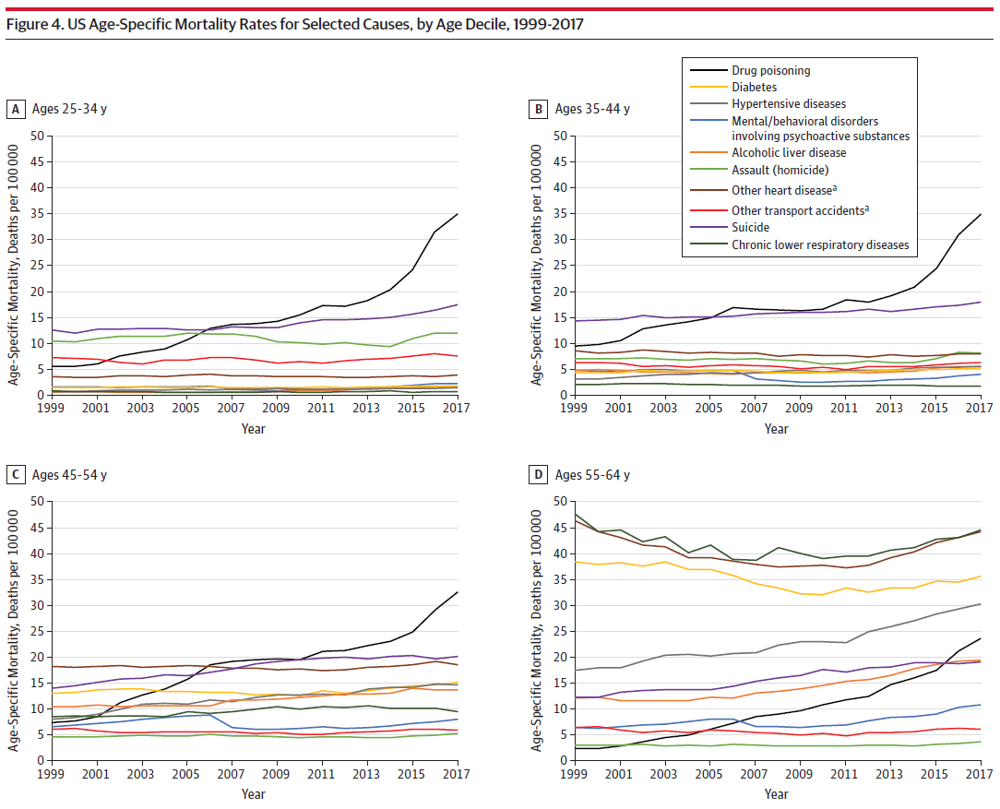 Figure 4. US Age-Specific Mortality Rates for Selected Causes, by Age Decile, 1999-2017
Drug poisoning
Diabetes
Hypertensive diseases
Mental/behavioral disorders
involving psychoactive substances
Alcoholic liver disease
Assault (homicide)
Other heart diseaseᵃ
Other transport accidentsᵃ
Suicide
Chronic lower respiratory diseases
A Ages 25-34 y
Age-Specific Mortality, Deaths per 100 000
50
45
40
35
30
25
20
15
10
5
0
1999 2001 2003 2005 2007 2009 2011 2013 2015 2017
Year
B Ages 35-44 y
Age-Specific Mortality, Deaths per 100 000
50
45
40
35
30
25
20
15
10
5
0
1999 2001 2003 2005 2007 2009 2011 2013 2015 2017
Year
C Ages 45-54 y
Age-Specific Mortality, Deaths per 100 000
50
45
40
35
30
25
20
15
10
5
0
1999 2001 2003 2005 2007 2009 2011 2013 2015 2017
Year
D Ages 55-64 y
Age-Specific Mortality, Deaths per 100 000
50
45
40
35
30
25
20
15
10
5
0
1999 2001 2003 2005 2007 2009 2011 2013 2015 2017
Year